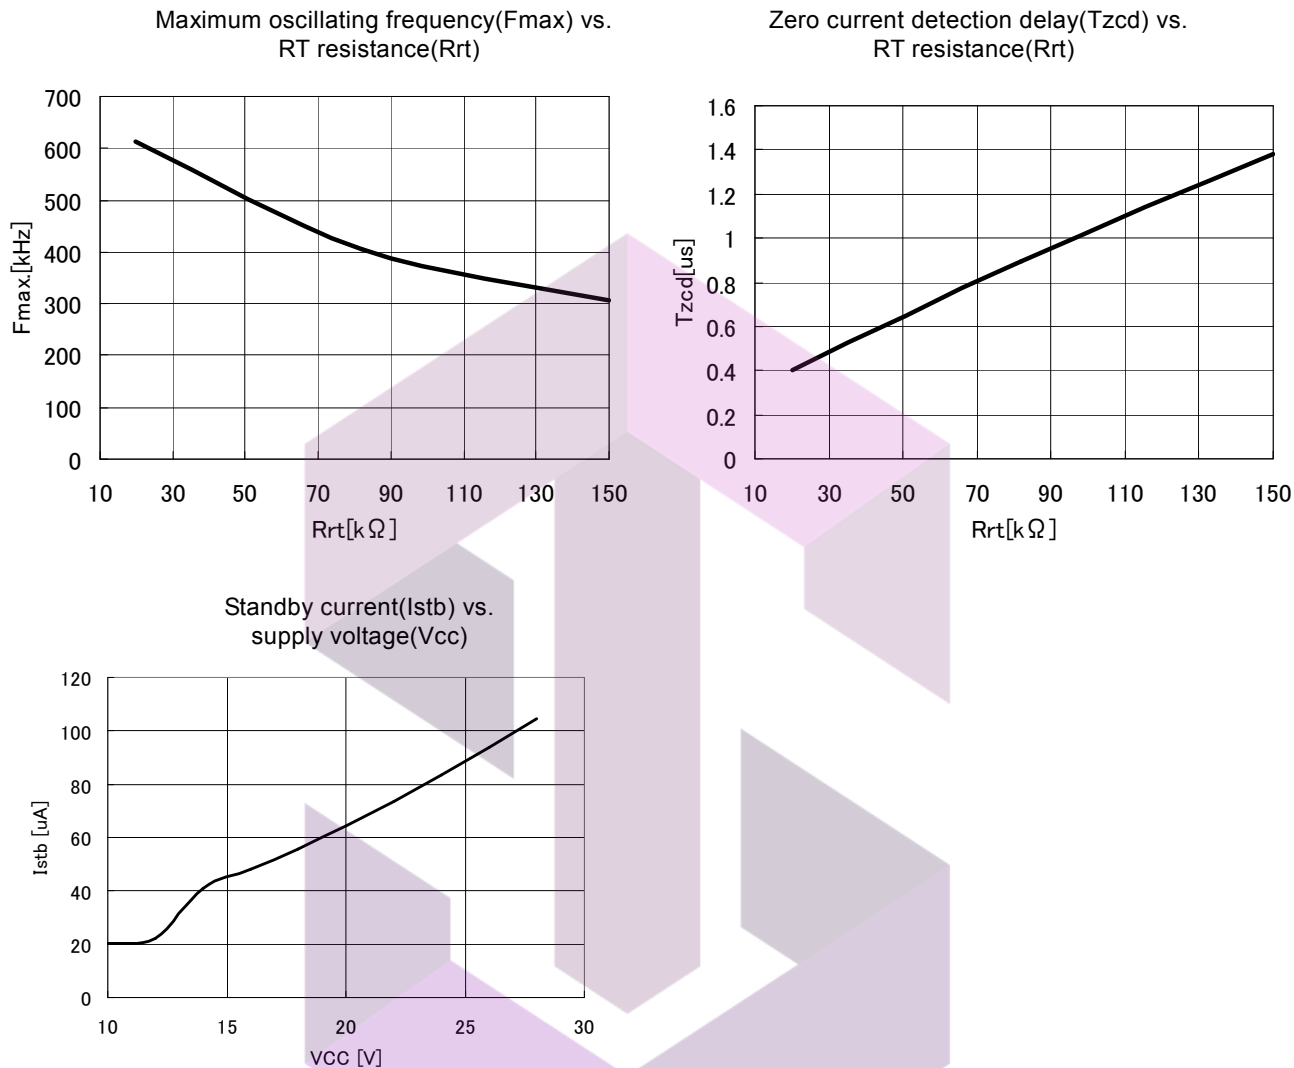 Maximum oscillating frequency(Fmax) vs.
RT resistance(Rrt)
700
600
500
400
300
200
100
0
Fmax.[kHz]
10 30 50 70 90 110 130 150
Rrt[kΩ]
Zero current detection delay(Tzcd) vs.
RT resistance(Rrt)
1.6
1.4
1.2
1
0.8
0.6
0.4
0.2
0
Tzcd[us]
10 30 50 70 90 110 130 150
Rrt[kΩ]
Standby current(Istb) vs.
supply voltage(Vcc)
120
100
80
60
40
20
0
Istb [uA]
10 15 20 25 30
VCC [V]